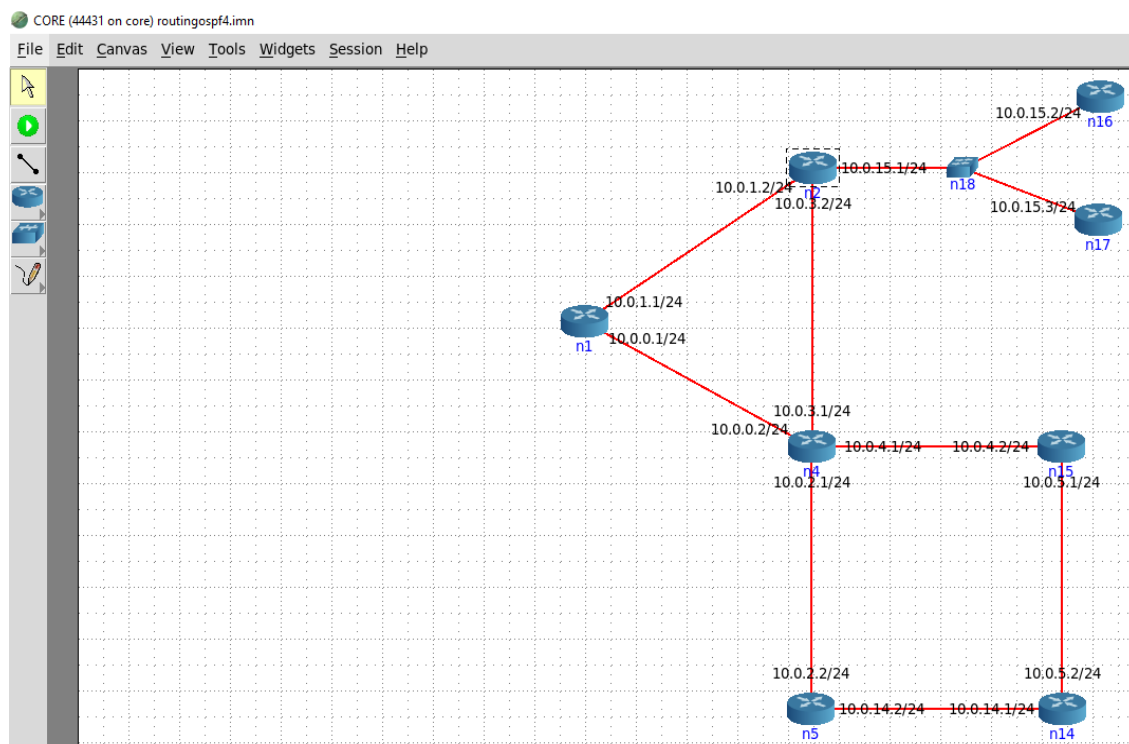 CORE (44431 on core) routingospf4.imn
File Edit Canvas View Tools Widgets Session Help
10.0.15.2/24
n16
10.0.15.1/24
n18
10.0.1.2/24
n2
10.0.3.2/24
10.0.15.3/24
n17
10.0.1.1/24
n1
10.0.0.1/24
10.0.3.1/24
10.0.0.2/24
10.0.4.1/24
10.0.4.2/24
n4
n15
10.0.2.1/24
10.0.5.1/24
10.0.2.2/24
10.0.5.2/24
10.0.14.2/24
10.0.14.1/24
n5
n14